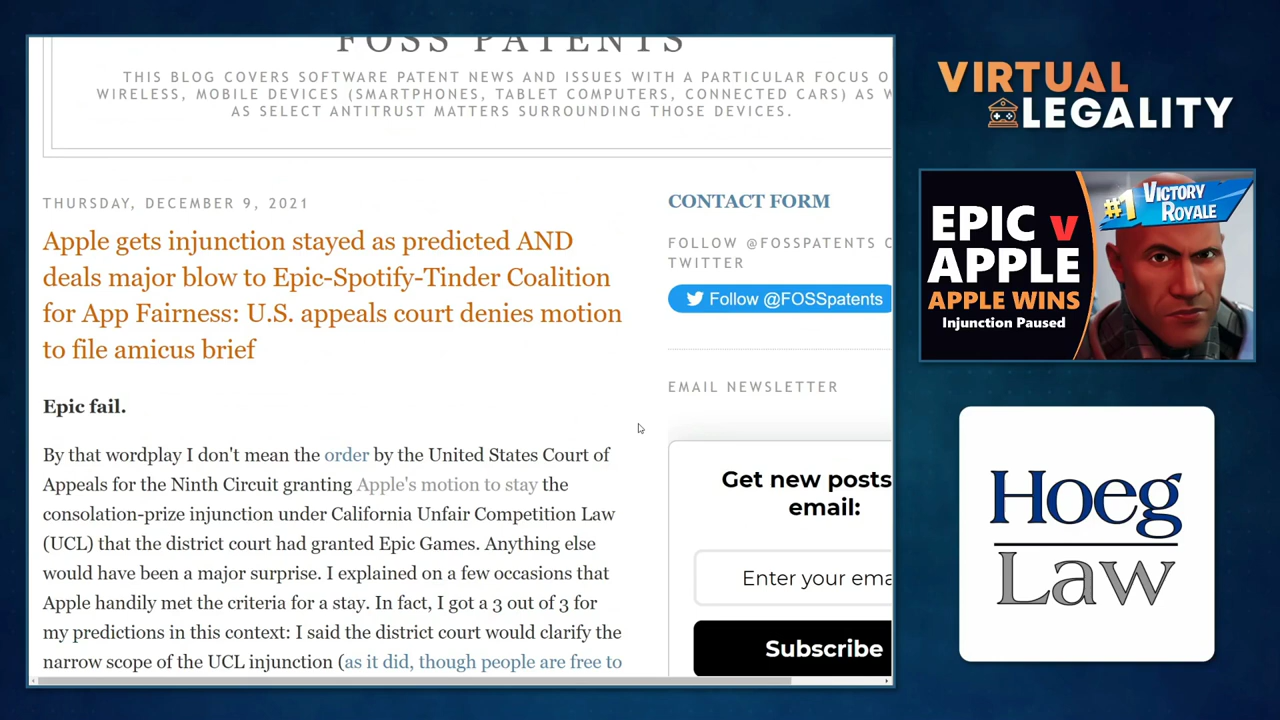 FOSS PATENTS
THIS BLOG COVERS SOFTWARE PATENT NEWS AND ISSUES WITH A PARTICULAR FOCUS O
WIRELESS, MOBILE DEVICES (SMARTPHONES, TABLET COMPUTERS, CONNECTED CARS) AS W
AS SELECT ANTITRUST MATTERS SURROUNDING THOSE DEVICES.
THURSDAY, DECEMBER 9, 2021
Apple gets injunction stayed as predicted AND
deals major blow to Epic-Spotify-Tinder Coalition
for App Fairness: U.S. appeals court denies motion
to file amicus brief
Epic fail.
By that wordplay I don't mean the order by the United States Court of
Appeals for the Ninth Circuit granting Apple's motion to stay the
consolation-prize injunction under California Unfair Competition Law
(UCL) that the district court had granted Epic Games. Anything else
would have been a major surprise. I explained on a few occasions that
Apple handily met the criteria for a stay. In fact, I got a 3 out of 3 for
my predictions in this context: I said the district court would clarify the
narrow scope of the UCL injunction (as it did, though people are free to
CONTACT FORM
FOLLOW @FOSSPATENTS O
TWITTER
Follow @FOSSpatents
EMAIL NEWSLETTER
Get new posts
email:
Enter your ema
Subscribe
VIRTUAL
LEGALITY
EPIC v
APPLE
APPLE WINS
Injunction Paused
#1 VICTORY
ROYALE
Hoeg
Law